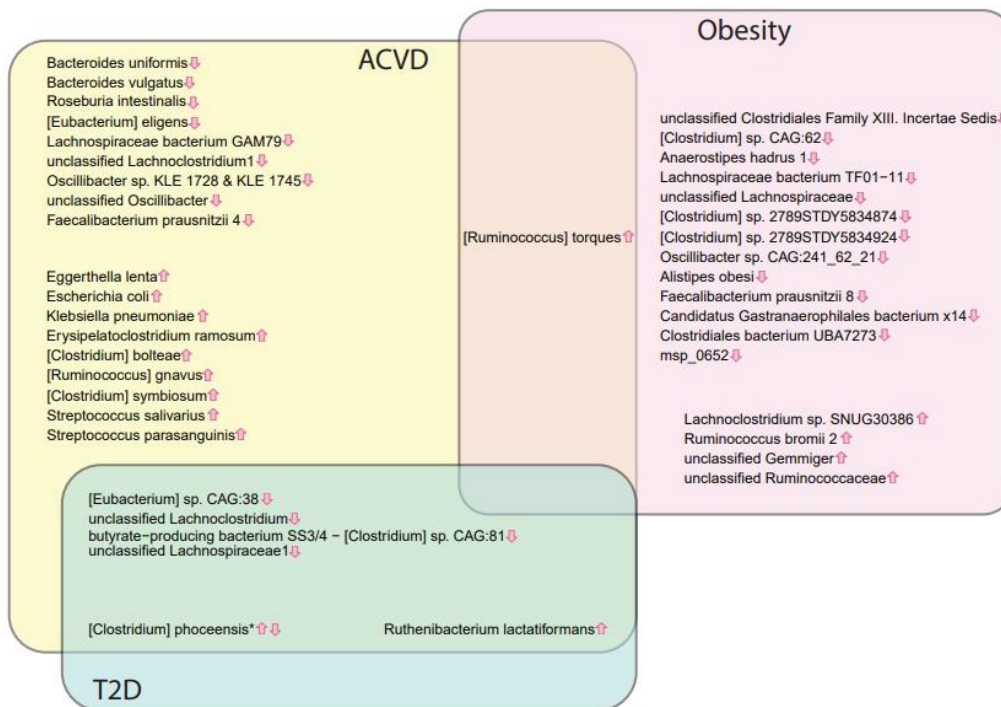 Obesity
ACVD
Bacteroides uniformis⇩
Bacteroides vulgatus⇩
Roseburia intestinalis⇩
[Eubacterium] eligens⇩
Lachnospiraceae bacterium GAM79⇩
unclassified Lachnoclostridium1⇩
Oscillibacter sp. KLE 1728 & KLE 1745⇩
unclassified Oscillibacter⇩
Faecalibacterium prausnitzii 4⇩
Eggerthella lenta⇧
Escherichia coli⇧
Klebsiella pneumoniae⇧
Erysipelatoclostridium ramosum⇧
[Clostridium] bolteae⇧
[Ruminococcus] gnavus⇧
[Clostridium] symbiosum⇧
Streptococcus salivarius⇧
Streptococcus parasanguinis⇧
[Ruminococcus] torques⇧
unclassified Clostridiales Family XIII. Incertae Sedis⇩
[Clostridium] sp. CAG:62⇩
Anaerostipes hadrus 1⇩
Lachnospiraceae bacterium TF01−11⇩
unclassified Lachnospiraceae⇩
[Clostridium] sp. 2789STDY5834874⇩
[Clostridium] sp. 2789STDY5834924⇩
Oscillibacter sp. CAG:241_62_21⇩
Alistipes obesi⇩
Faecalibacterium prausnitzii 8⇩
Candidatus Gastranaerophilales bacterium x14⇩
Clostridiales bacterium UBA7273⇩
msp_0652⇩
Lachnoclostridium sp. SNUG30386⇧
Ruminococcus bromii 2⇧
unclassified Gemmiger⇧
unclassified Ruminococcaceae⇧
[Eubacterium] sp. CAG:38⇩
unclassified Lachnoclostridium⇩
butyrate−producing bacterium SS3/4 − [Clostridium] sp. CAG:81⇩
unclassified Lachnospiraceae1⇩
[Clostridium] phoceensis*⇧⇩
Ruthenibacterium lactatiformans⇧
T2D